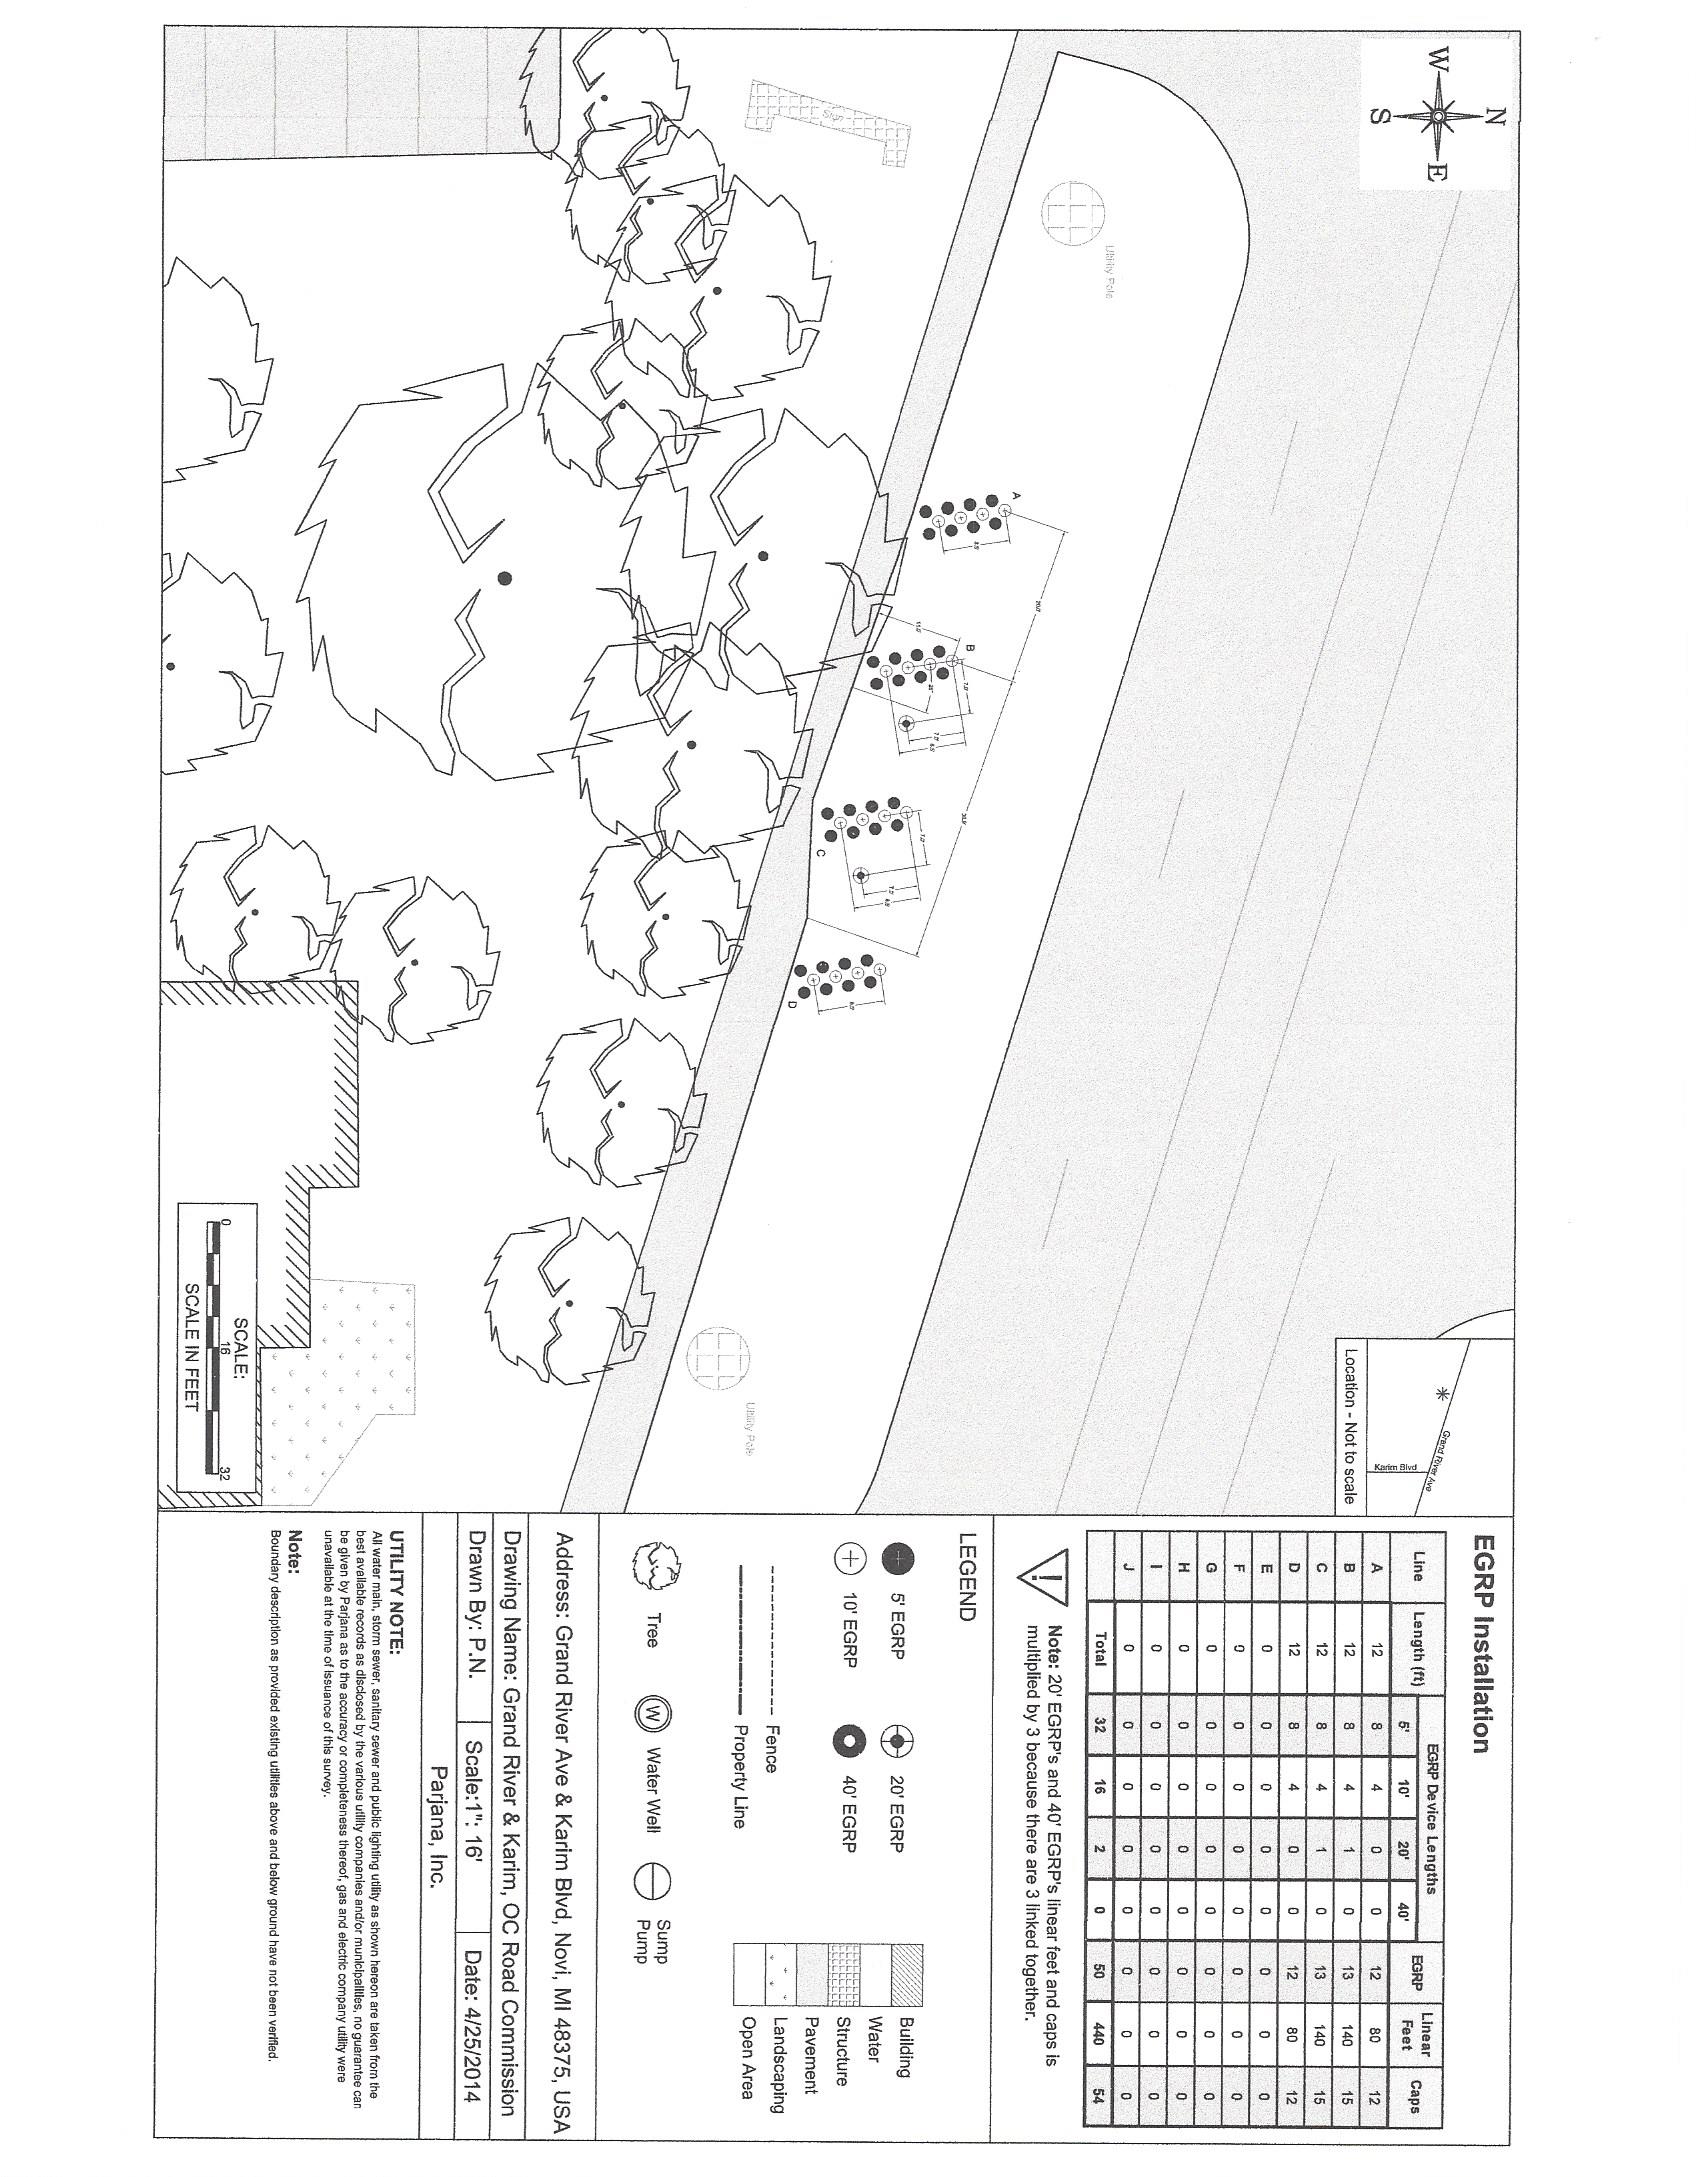 N
W E
S
Sign
Utility Pole
A
B
C
D
Utility Pole
Grand River Ave
Karim Blvd
Location - Not to scale
SCALE:
0 16 32
SCALE IN FEET
EGRP Installation
Line Length (ft) EGRP Device Lengths EGRP Linear Feet Caps
5' 10' 20' 40'
A 12 8 4 0 0 12 80 12
B 12 8 4 1 0 13 140 15
C 12 8 4 1 0 13 140 15
D 12 8 4 0 0 12 80 12
E 0 0 0 0 0 0 0 0
F 0 0 0 0 0 0 0 0
G 0 0 0 0 0 0 0 0
H 0 0 0 0 0 0 0 0
I 0 0 0 0 0 0 0 0
J 0 0 0 0 0 0 0 0
Total 32 16 2 0 50 440 54
Note: 20' EGRP's and 40' EGRP's linear feet and caps is
multiplied by 3 because there are 3 linked together.
LEGEND
5' EGRP 20' EGRP
10' EGRP 40' EGRP
Fence
Property Line
Tree
W Water Well
Sump
Pump
Building
Water
Structure
Pavement
Landscaping
Open Area
Address: Grand River Ave & Karim Blvd, Novi, MI 48375, USA
Drawing Name: Grand River & Karim, OC Road Commission
Drawn By: P.N. Scale:1": 16' Date: 4/25/2014
Parjana, Inc.
UTILITY NOTE:
All water main, storm sewer, sanitary sewer and public lighting utility as shown hereon are taken from the
best available records as disclosed by the various utility companies and/or municipalities, no guarantee can
be given by Parjana as to the accuracy or completeness thereof, gas and electric company utility were
unavailable at the time of issuance of this survey.
Note:
Boundary description as provided existing utilities above and below ground have not been verified.